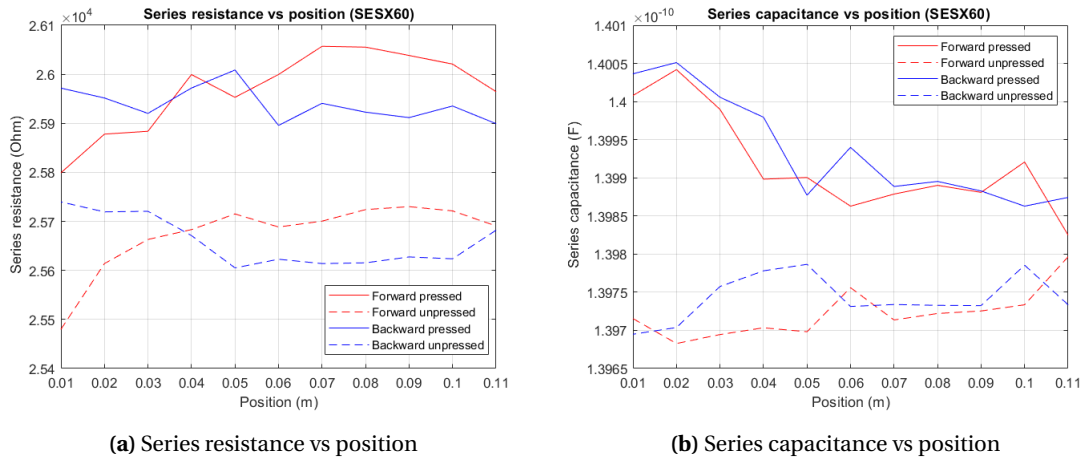 Series resistance vs position (SESX60)
×10⁴
2.61
2.6
2.59
2.58
2.57
2.56
2.55
2.54
Series resistance (Ohm)
0.01 0.02 0.03 0.04 0.05 0.06 0.07 0.08 0.09 0.1 0.11
Position (m)
Forward pressed
Forward unpressed
Backward pressed
Backward unpressed
(a) Series resistance vs position
Series capacitance vs position (SESX60)
×10⁻¹⁰
1.401
1.4005
1.4
1.3995
1.399
1.3985
1.398
1.3975
1.397
1.3965
Series capacitance (F)
0.01 0.02 0.03 0.04 0.05 0.06 0.07 0.08 0.09 0.1 0.11
Position (m)
Forward pressed
Forward unpressed
Backward pressed
Backward unpressed
(b) Series capacitance vs position